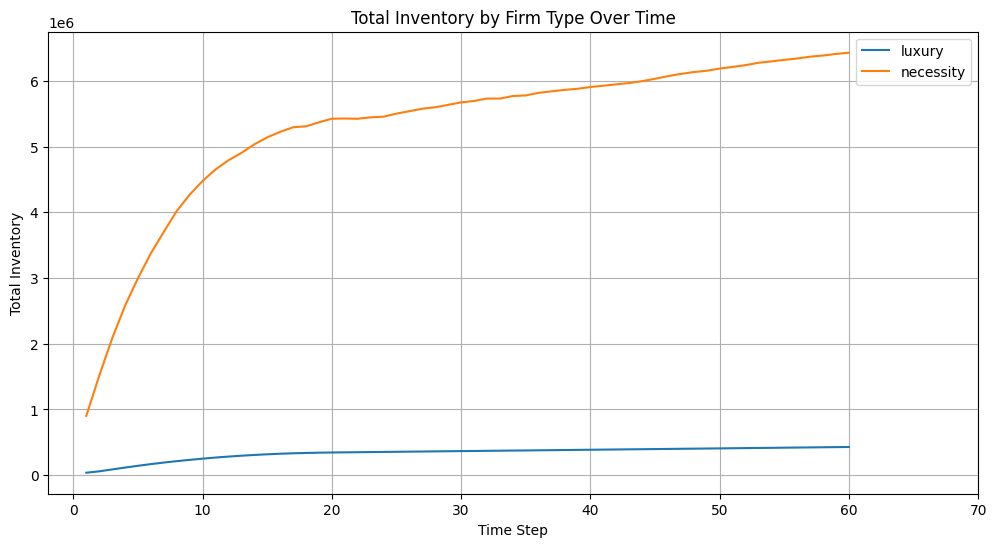 Total Inventory by Firm Type Over Time
1e6
luxury
necessity
6
5
4
3
2
1
0
Total Inventory
0 10 20 30 40 50 60 70
Time Step